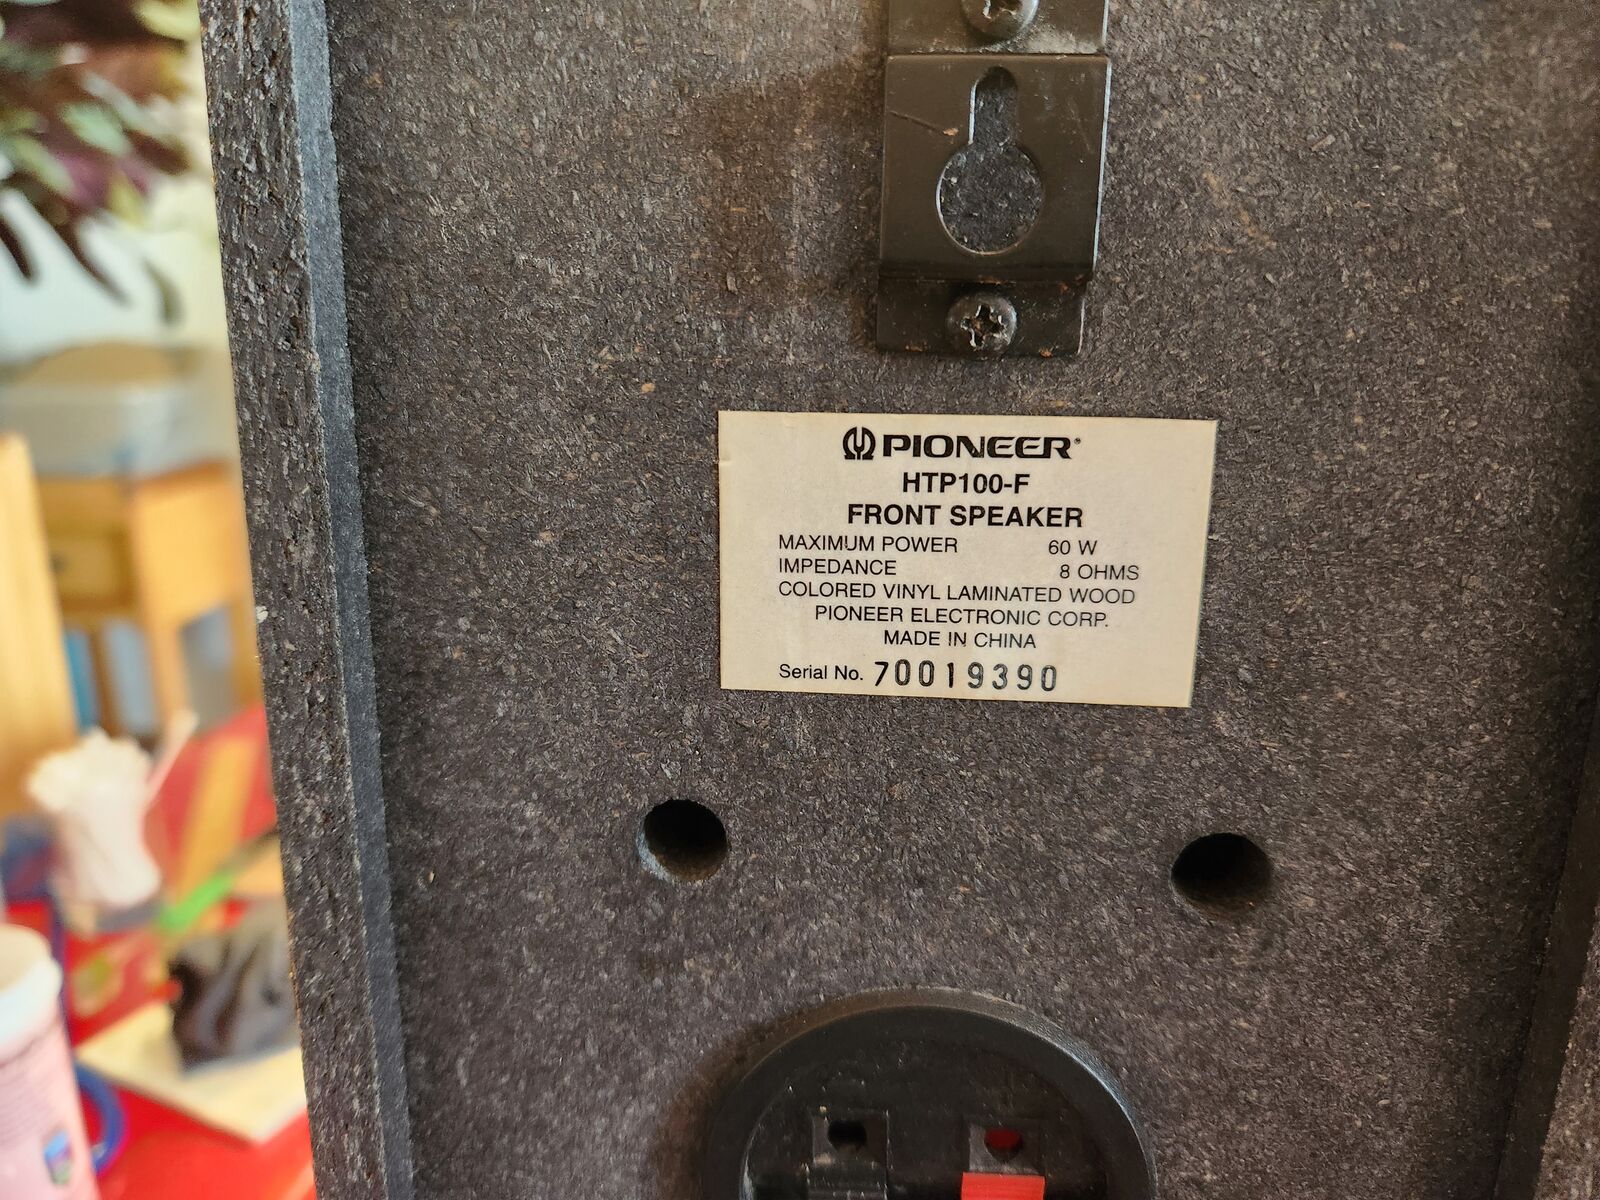 PIONEER®
HTP100-F
FRONT SPEAKER
MAXIMUM POWER 60 W
IMPEDANCE 8 OHMS
COLORED VINYL LAMINATED WOOD
PIONEER ELECTRONIC CORP.
MADE IN CHINA
Serial No. 70019390